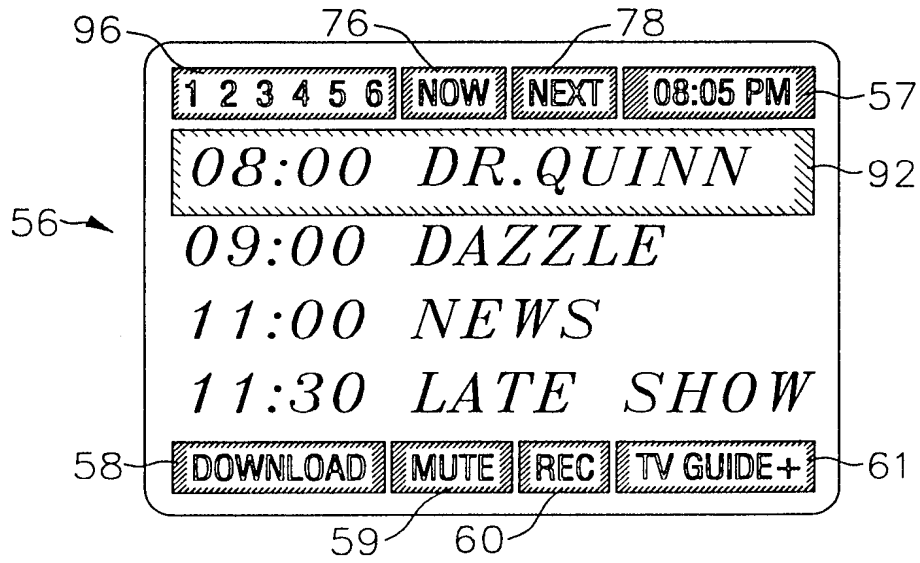 96 76 78
1 2 3 4 5 6 NOW NEXT 08:05 PM 57
08:00 DR.QUINN 92
56
09:00 DAZZLE
11:00 NEWS
11:30 LATE SHOW
58 DOWNLOAD MUTE REC TV GUIDE+ 61
59 60